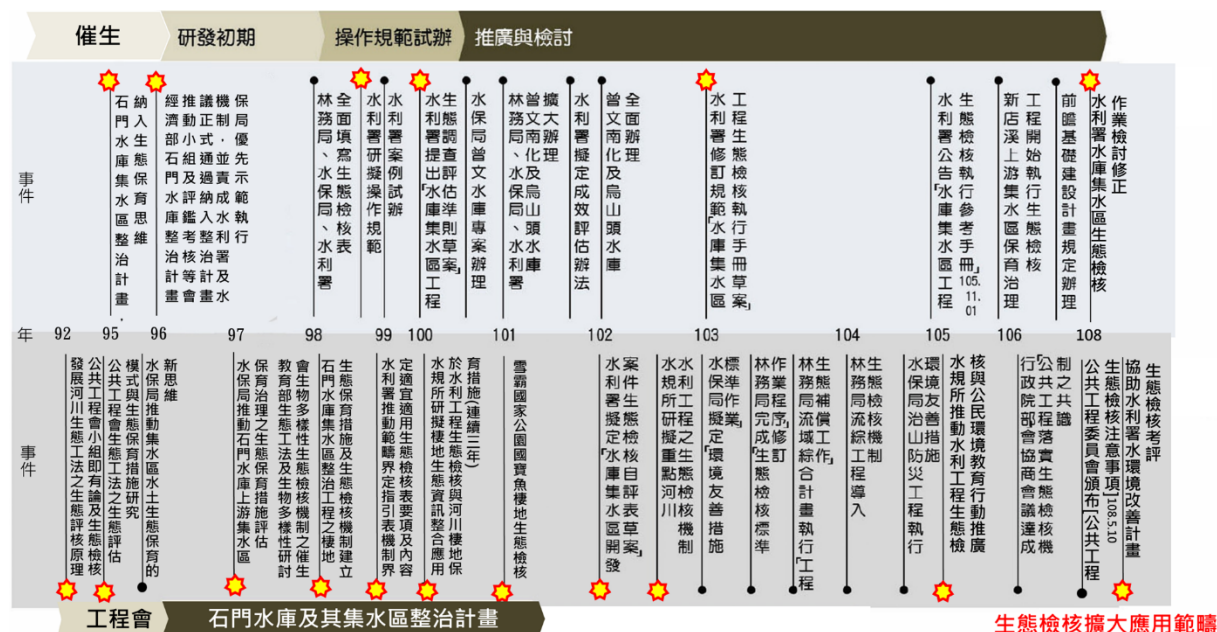 催生
研發初期
操作規範試辦
推廣與檢討
事件
石門水庫集水區整治計畫，
納入生態保育思維
經濟部石門水庫整治計畫
推動小組及評鑑考核等會
議正式通過納入整治計畫
機制，並責成水利署及水
保局優先示範執行
林務局、水保局、水利署
全面填寫生態檢核表
水利署研擬操作規範
水利署案例試辦
水利署提出「水庫集水區工程
生態調查評估準則草案」
水保局曾文水庫專案辦理
林務局、水保局、水利署
曾文南化及烏山頭水庫
擴大辦理
水利署擬定成效評估辦法
曾文南化及烏山頭水庫
全面辦理
水利署修訂規範「水庫集水區
工程生態檢核執行手冊草案」
水利署公告「水庫集水區工程
生態檢核執行參考手冊」105.11.01
新店溪上游集水區保育治理
工程開始執行生態檢核
前瞻基礎建設計畫規定辦理
水利署水庫集水區生態檢核
作業檢討修正
年 92 95 96 97 98 99 100 101 102 103 104 105 106 108
事件
發展河川生態工法之生態評核原理
公共工程會小組即有論及生態檢核
公共工程會生態工法之生態評估
模式與生態保育措施研究
水保局推動集水區水土生態保育的
新思維
水保局推動石門水庫上游集水區
保育治理之生態保育措施評估
教育部生態工法及生物多樣性研討
會生物多樣性生態檢核機制之催生
石門水庫集水區整治工程之棲地
生態保育措施及生態檢核機制建立
水利署推動範疇界定指引表機制界
定適宜適用生態檢核表要項及內容
水規所研擬棲地生態資訊整合應用
於水利工程生態檢核與河川棲地保
育措施(連續三年)
雪霸國家公園國寶魚棲地生態檢核
水利署擬定「水庫集水區開發
案件生態檢核自評表草案」
水規所研擬重點河川
水利工程之生態檢核機制
水保局擬定「環境友善措施
標準作業」
林務局完成「生態檢核標準
作業程序」修訂
林務局流域綜合計畫執行「工程
生態補償工作」
林務局流綜工程導入
生態檢核機制
水保局治山防災工程執行
環境友善措施
水規所推動水利工程生態檢
核與公民環境教育行動推廣
行政院部會協商會議達成
「公共工程落實生態檢核機
制之共識
公共工程委員會頒布「公共工程
生態檢核注意事項」108.5.10
協助水利署水環境改善計畫
生態檢核考評
工程會
石門水庫及其集水區整治計畫
生態檢核擴大應用範疇